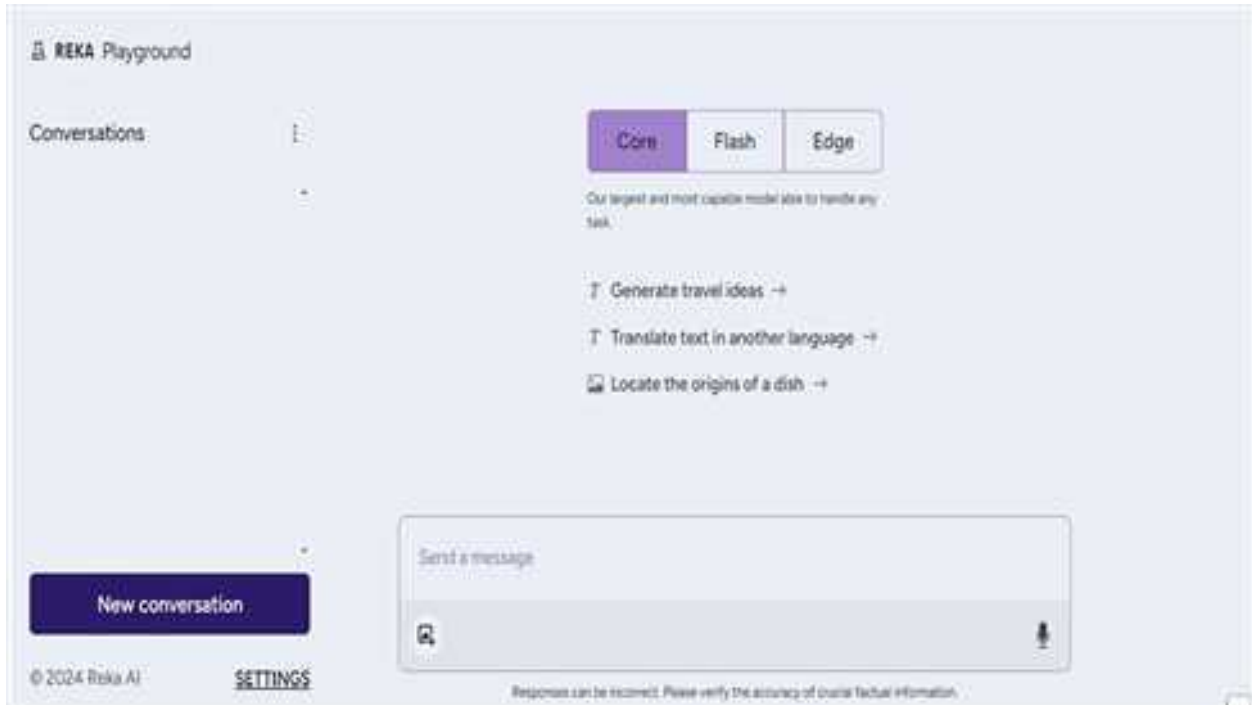 REKA Playground
Conversations
Core
Flash
Edge
Our largest and most capable model able to handle any
task.
Generate travel ideas →
Translate text in another language →
Locate the origins of a dish →
Send a message
New conversation
© 2024 Reka AI
SETTINGS
Responses can be incorrect. Please verify the accuracy of crucial factual information.